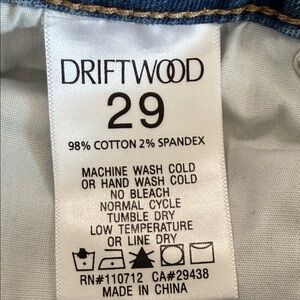 DRIFTWOOD
29
98% COTTON 2% SPANDEX
MACHINE WASH COLD
OR HAND WASH COLD
NO BLEACH
NORMAL CYCLE
TUMBLE DRY
LOW TEMPERATURE
OR LINE DRY
RN#110712 CA#29438
MADE IN CHINA